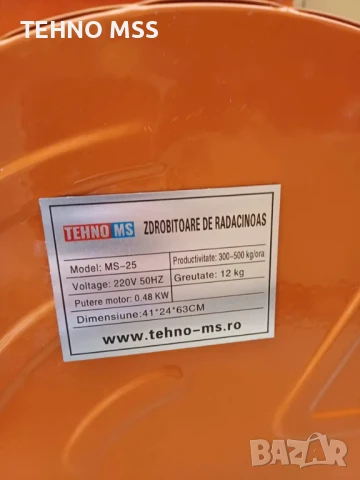 TEHNO MSS
TEHNO MS ZDROBITOARE DE RADACINOAS
Model: MS-25
Productivitate: 300-500 kg/ora
Voltage: 220V 50HZ
Greutate: 12 kg
Putere motor: 0.48 KW
Dimensiune:41*24*63CM
www.tehno-ms.ro
BAZAR